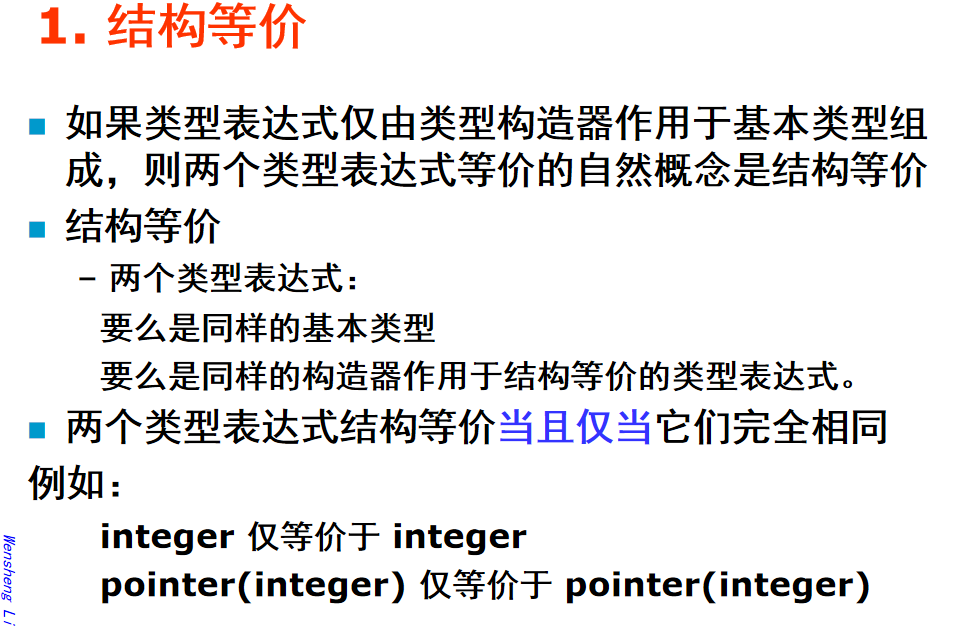 1. 结构等价
如果类型表达式仅由类型构造器作用于基本类型组
成，则两个类型表达式等价的自然概念是结构等价
结构等价
– 两个类型表达式：
要么是同样的基本类型
要么是同样的构造器作用于结构等价的类型表达式。
两个类型表达式结构等价当且仅当它们完全相同
例如：
integer 仅等价于 integer
pointer(integer) 仅等价于 pointer(integer)
Wensheng Li